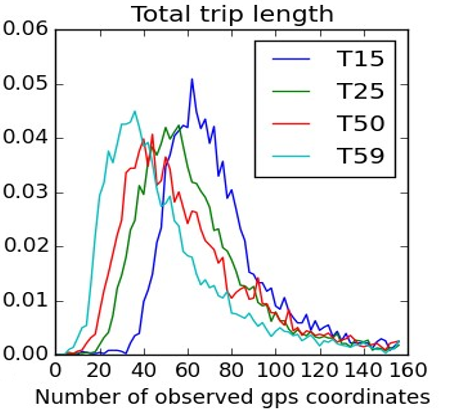 Total trip length
0.06
0.05
0.04
0.03
0.02
0.01
0.00
T15
T25
T50
T59
0 20 40 60 80 100 120 140 160
Number of observed gps coordinates